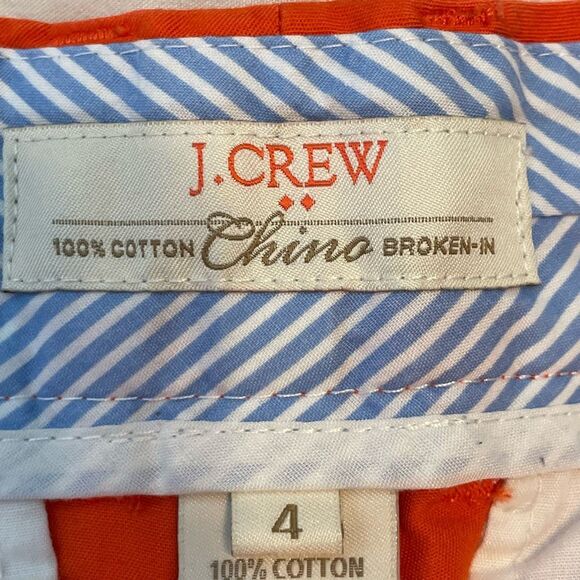 J.CREW
100% COTTON Chino BROKEN-IN
4
100% COTTON